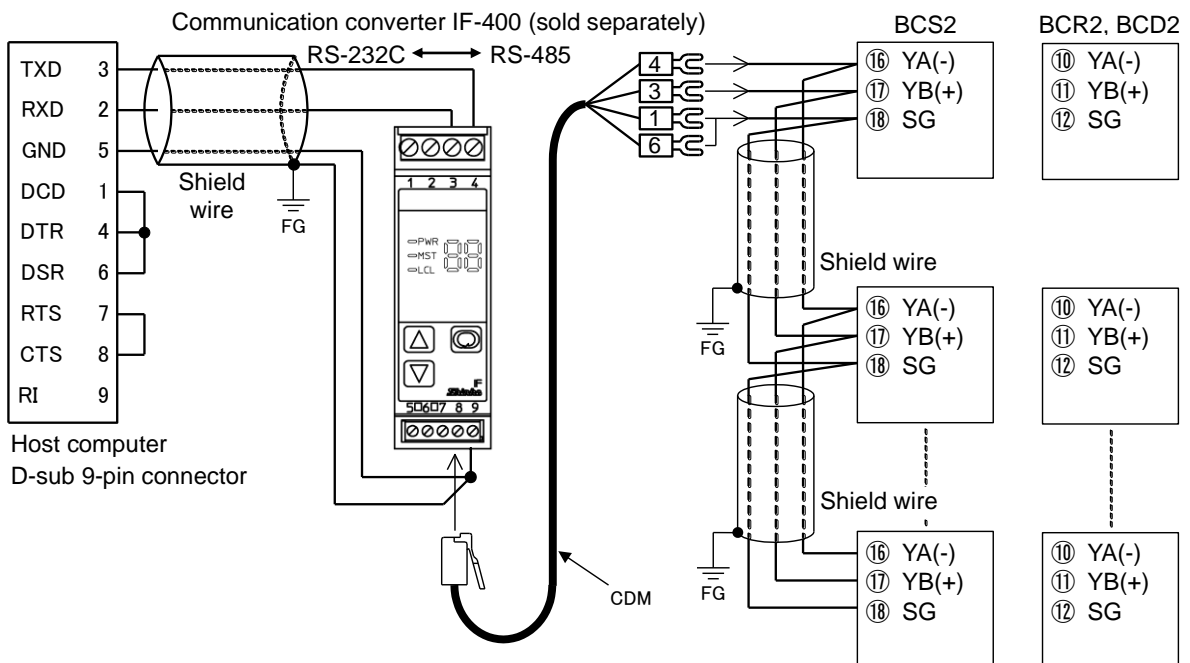 Communication converter IF-400 (sold separately)
RS-232C RS-485
BCS2
BCR2, BCD2
TXD 3
RXD 2
GND 5
DCD 1
DTR 4
DSR 6
RTS 7
CTS 8
RI 9
Host computer
D-sub 9-pin connector
Shield
wire
FG
1 2 3 4
PWR
MST
LCL
88
IF
Shinko
5 6 7 8 9
CDM
4
3
1
6
⑯ YA(-)
⑰ YB(+)
⑱ SG
⑩ YA(-)
⑪ YB(+)
⑫ SG
Shield wire
FG
⑯ YA(-)
⑰ YB(+)
⑱ SG
⑩ YA(-)
⑪ YB(+)
⑫ SG
Shield wire
FG
⑯ YA(-)
⑰ YB(+)
⑱ SG
⑩ YA(-)
⑪ YB(+)
⑫ SG